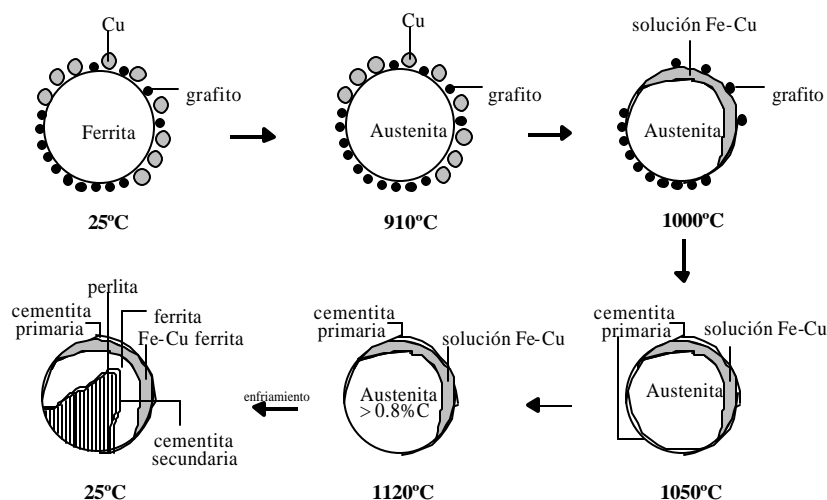 Cu
grafito
Ferrita
25ºC
Cu
grafito
Austenita
910ºC
solución Fe-Cu
grafito
Austenita
1000ºC
cementita
primaria
solución Fe-Cu
Austenita
1050ºC
cementita
primaria
solución Fe-Cu
Austenita
>0.8%C
1120ºC
enfriamiento
perlita
cementita
primaria
ferrita
Fe-Cu ferrita
cementita
secundaria
25ºC